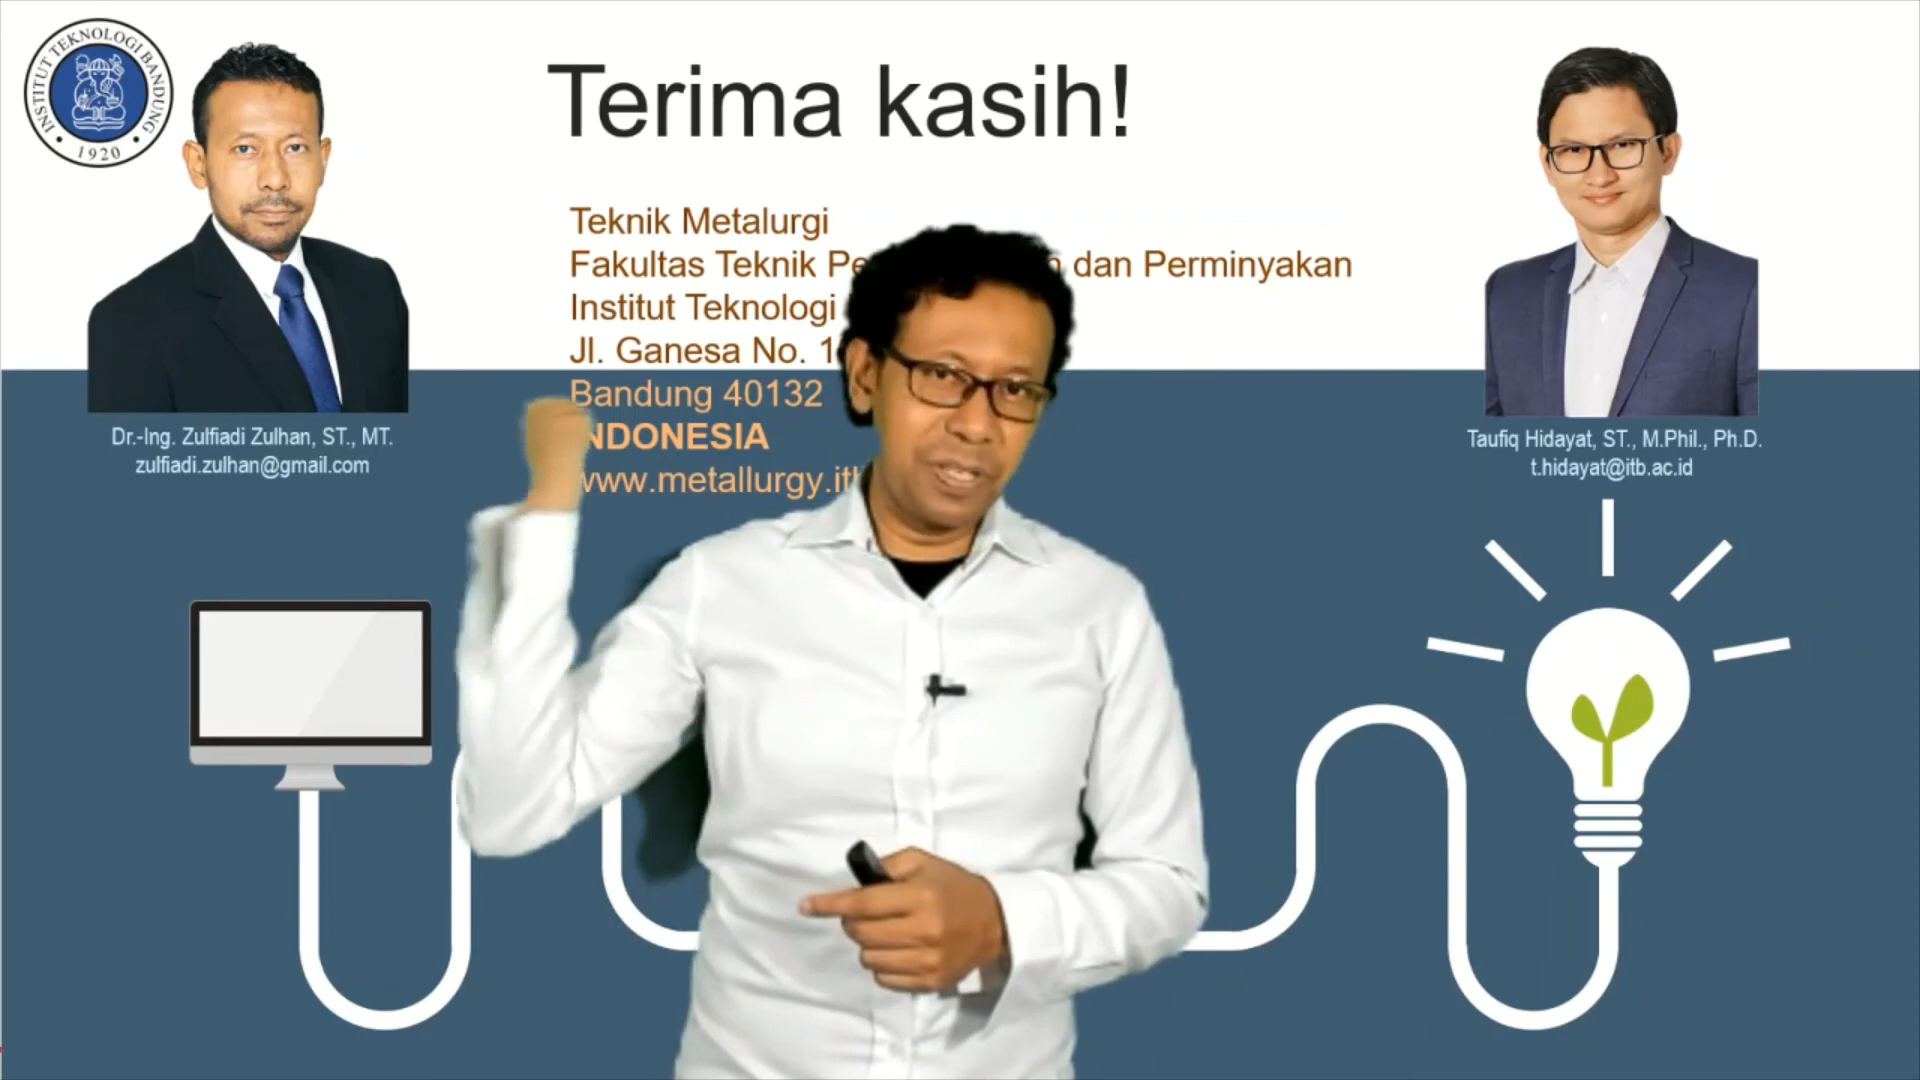 INSTITUT TEKNOLOGI BANDUNG
1920
Terima kasih!
Teknik Metalurgi
Fakultas Teknik dan Perminyakan
Institut Teknologi
Jl. Ganesa No.
Bandung 40132
NDONESIA
www.metallurgy.it
Dr.-Ing. Zulfiadi Zulhan, ST., MT.
zulfiadi.zulhan@gmail.com
Taufiq Hidayat, ST., M.Phil., Ph.D.
t.hidayat@itb.ac.id